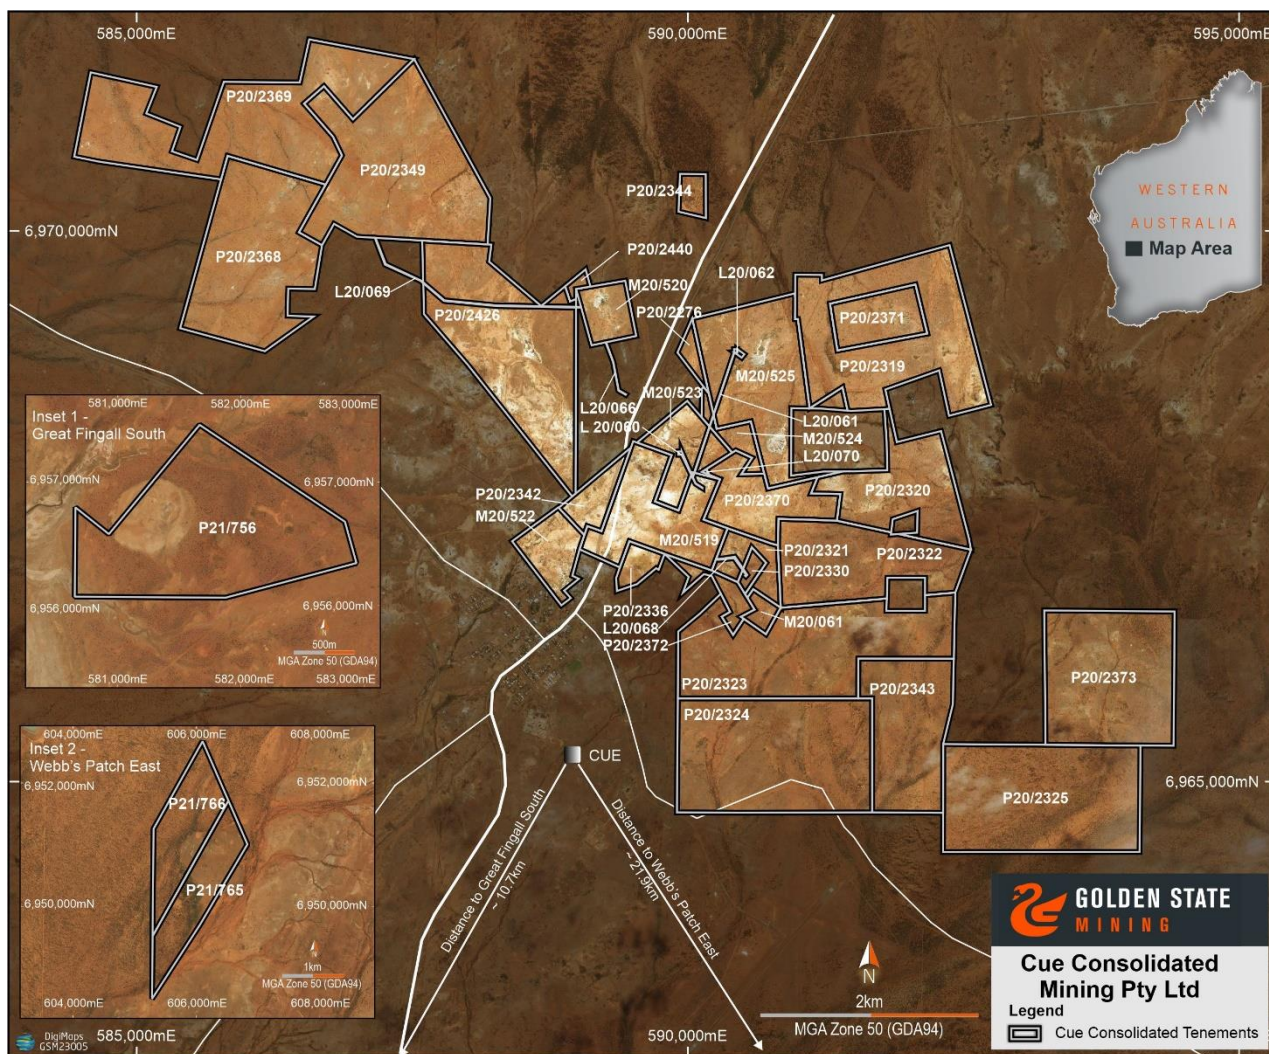 585,000mE
590,000mE
595,000mE
P20/2369
P20/2349
P20/2344
WESTERN
AUSTRALIA
Map Area
6,970,000mN
6,970,000mN
P20/2368
P20/2440
L20/062
L20/069
M20/520
P20/2426
P20/2276
P20/2371
P20/2319
M20/525
M20/523
L20/066
L 20/060
L20/061
M20/524
L20/070
Inset 1 -
Great Fingall South
581,000mE
582,000mE
583,000mE
6,957,000mN
6,957,000mN
P21/756
6,956,000mN
6,956,000mN
N
500m
MGA Zone 50 (GDA94)
581,000mE
582,000mE
583,000mE
P20/2342
M20/522
P20/2370
P20/2320
M20/519
P20/2321
P20/2322
P20/2330
P20/2336
L20/068
P20/2372
M20/061
P20/2323
P20/2343
P20/2373
P20/2324
P20/2325
6,965,000mN
CUE
Distance to Great Fingall South
~ 10.7km
Distance to Webb's Patch East
~ 21.9km
Inset 2 -
Webb's Patch East
604,000mE
606,000mE
608,000mE
6,952,000mN
6,952,000mN
P21/766
P21/765
6,950,000mN
6,950,000mN
N
1km
MGA Zone 50 (GDA94)
604,000mE
606,000mE
608,000mE
N
2km
MGA Zone 50 (GDA94)
GOLDEN STATE
MINING
Cue Consolidated
Mining Pty Ltd
Legend
Cue Consolidated Tenements
DigiMaps
GSM23005
585,000mE
590,000mE